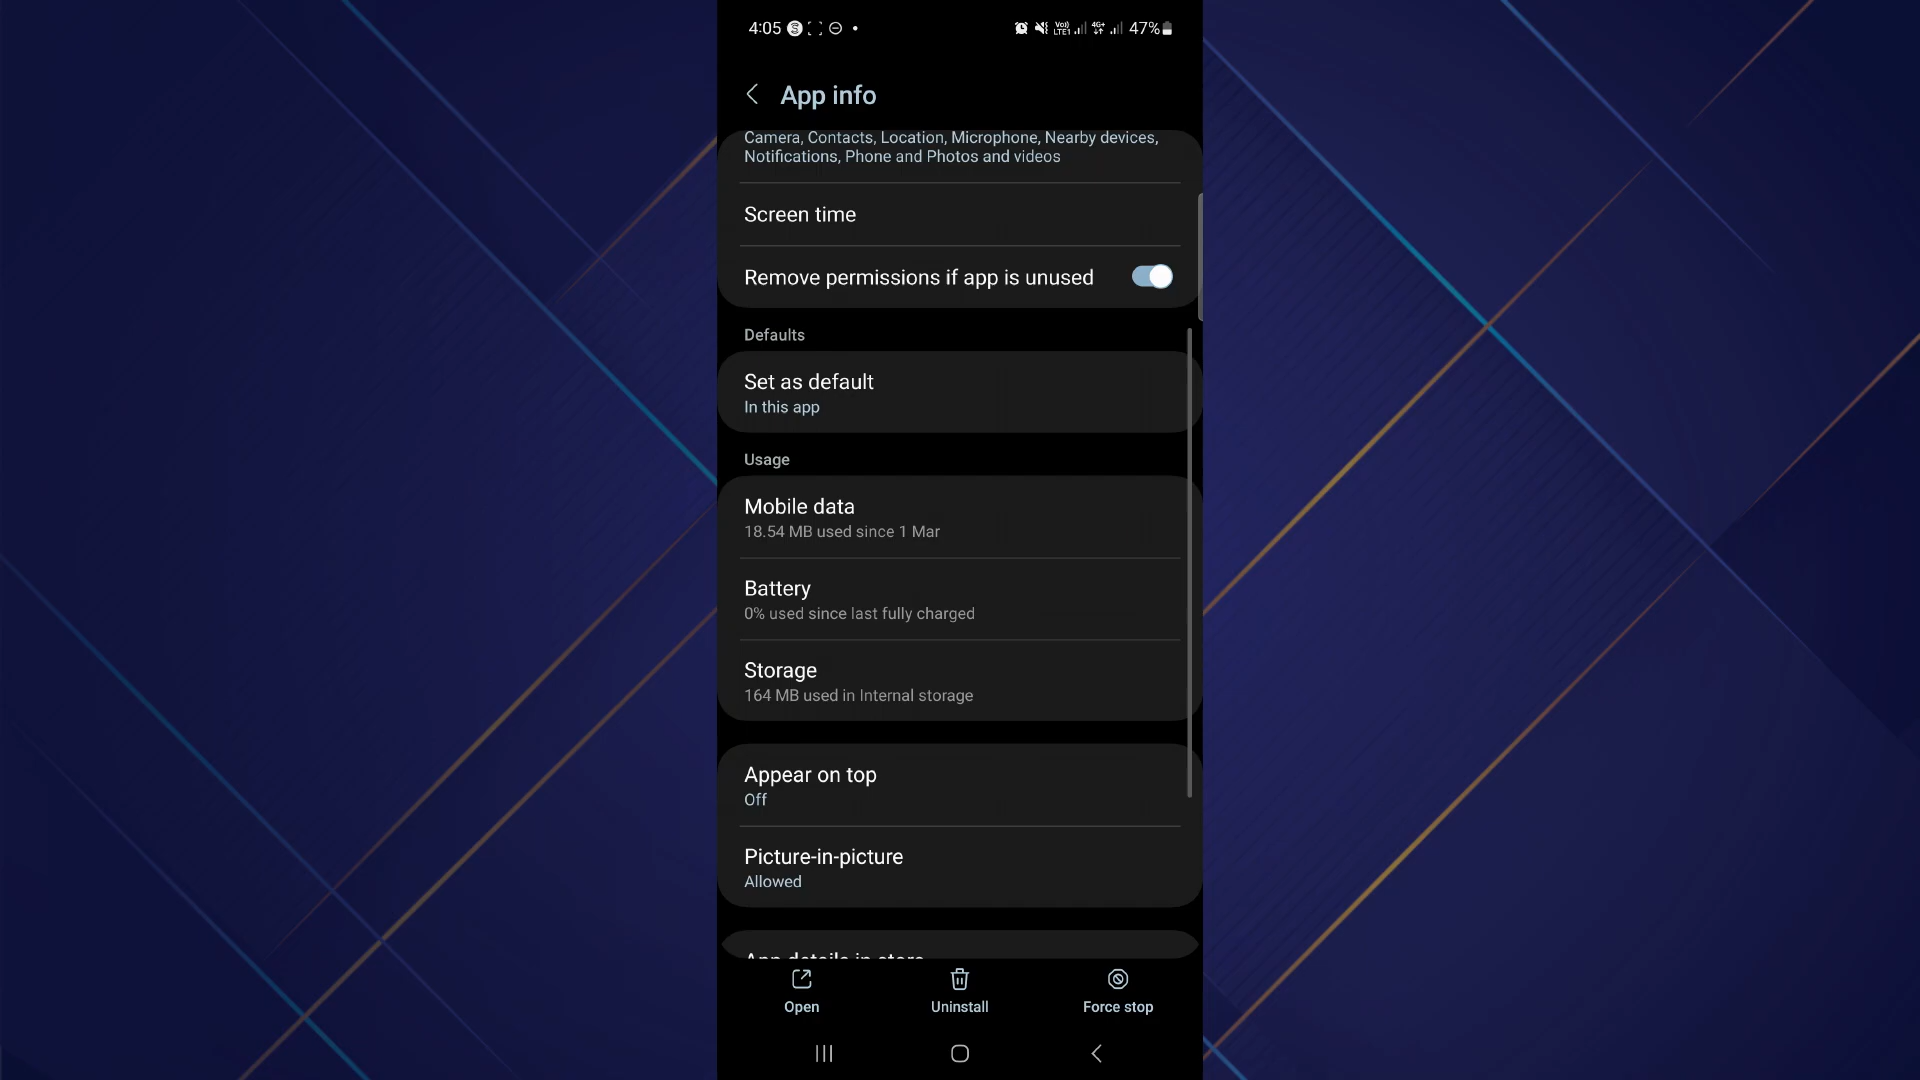 4:05
Vo)) LTE1 4G+ 47%
App info
Camera, Contacts, Location, Microphone, Nearby devices,
Notifications, Phone and Photos and videos
Screen time
Remove permissions if app is unused
Defaults
Set as default
In this app
Usage
Mobile data
18.54 MB used since 1 Mar
Battery
0% used since last fully charged
Storage
164 MB used in Internal storage
Appear on top
Off
Picture-in-picture
Allowed
App details in store
Open
Uninstall
Force stop